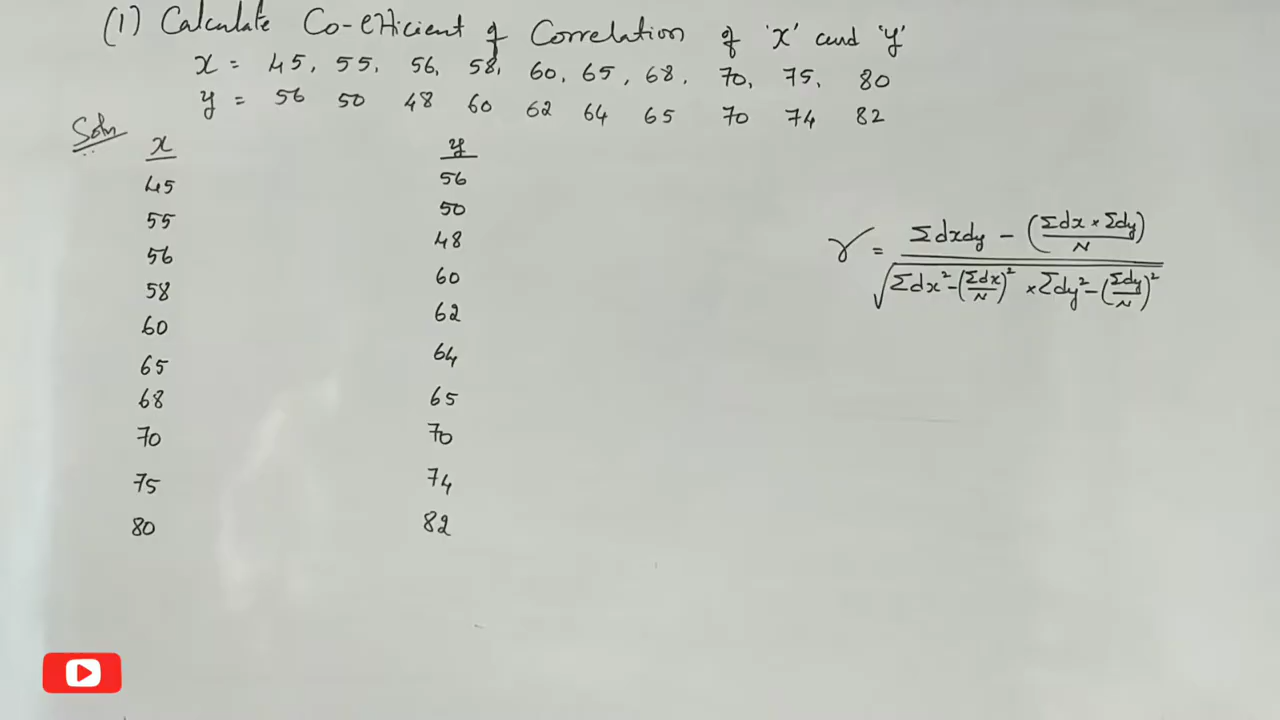 (1) Calculate Co-efficient of Correlation of 'x' and 'y'
x = 45, 55, 56, 58, 60, 65, 68, 70, 75, 80
y = 56 50 48 60 62 64 65 70 74 82
Soln
x y
45 56
55 50
56 48
58 60
60 62
65 64
68 65
70 70
75 74
80 82
r = Σdxdy - (Σdx × Σdy / N) / √(Σdx² - (Σdx/N)² × Σdy² - (Σdy/N)²)